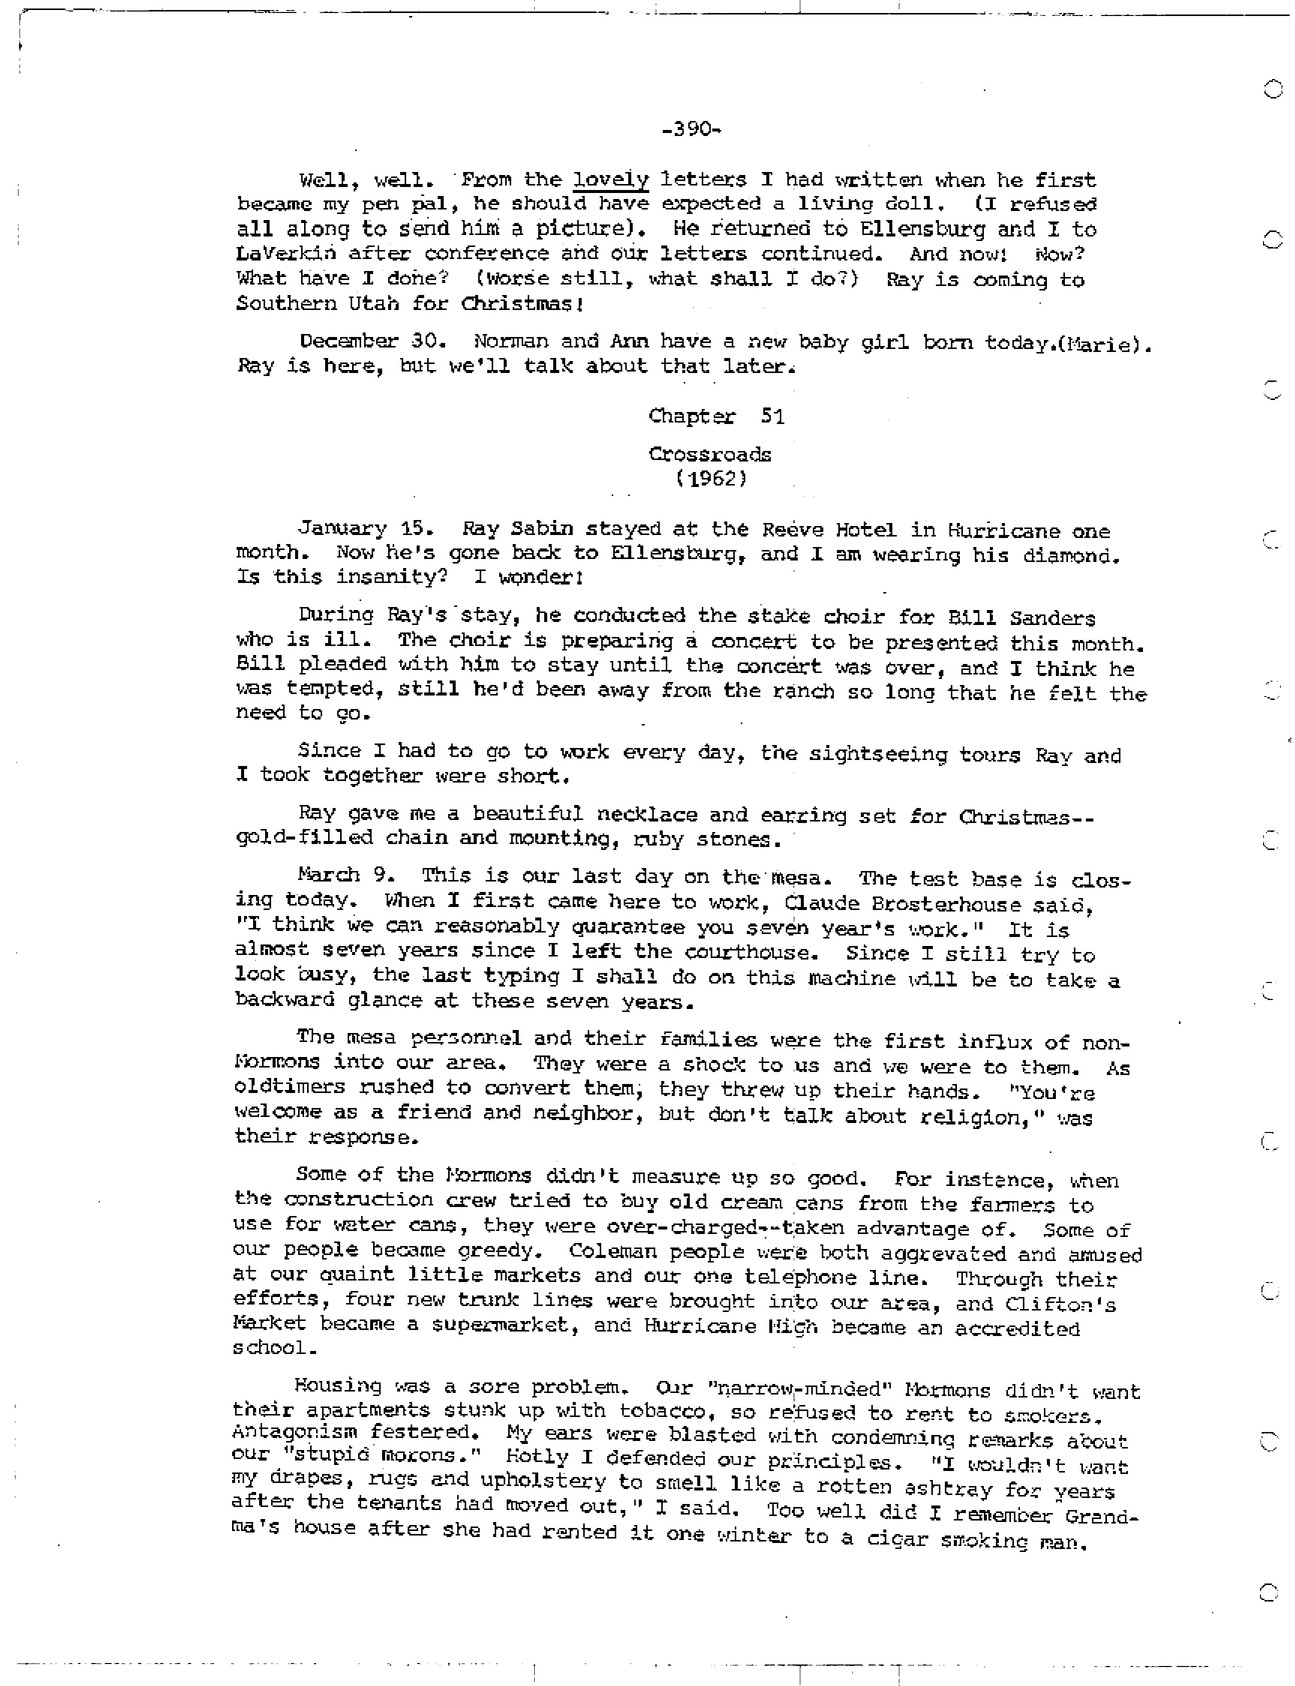 -390-
Well, well. From the lovely letters I had written when he first
became my pen pal, he should have expected a living doll. (I refused
all along to send him a picture). He returned to Ellensburg and I to
LaVerkin after conference and our letters continued. And now! Now?
What have I done? (Worse still, what shall I do?) Ray is coming to
Southern Utah for Christmas!
December 30. Norman and Ann have a new baby girl born today.(Marie).
Ray is here, but we'll talk about that later.
Chapter 51
Crossroads
(1962)
January 15. Ray Sabin stayed at the Reeve Hotel in Hurricane one
month. Now he's gone back to Ellensburg, and I am wearing his diamond.
Is this insanity? I wonder!
During Ray's stay, he conducted the stake choir for Bill Sanders
who is ill. The choir is preparing a concert to be presented this month.
Bill pleaded with him to stay until the concert was over, and I think he
was tempted, still he'd been away from the ranch so long that he felt the
need to go.
Since I had to go to work every day, the sightseeing tours Ray and
I took together were short.
Ray gave me a beautiful necklace and earring set for Christmas--
gold-filled chain and mounting, ruby stones.
March 9. This is our last day on the mesa. The test base is clos-
ing today. When I first came here to work, Claude Brosterhouse said,
"I think we can reasonably guarantee you seven year's work." It is
almost seven years since I left the courthouse. Since I still try to
look busy, the last typing I shall do on this machine will be to take a
backward glance at these seven years.
The mesa personnel and their families were the first influx of non-
Mormons into our area. They were a shock to us and we were to them. As
oldtimers rushed to convert them, they threw up their hands. "You're
welcome as a friend and neighbor, but don't talk about religion," was
their response.
Some of the Mormons didn't measure up so good. For instance, when
the construction crew tried to buy old cream cans from the farmers to
use for water cans, they were over-charged--taken advantage of. Some of
our people became greedy. Coleman people were both aggrevated and amused
at our quaint little markets and our one telephone line. Through their
efforts, four new trunk lines were brought into our area, and Clifton's
Market became a supermarket, and Hurricane High became an accredited
school.
Housing was a sore problem. Our "narrow-minded" Mormons didn't want
their apartments stunk up with tobacco, so refused to rent to smokers.
Antagonism festered. My ears were blasted with condemning remarks about
our "stupid morons." Hotly I defended our principles. "I wouldn't want
my drapes, rugs and upholstery to smell like a rotten ashtray for years
after the tenants had moved out," I said. Too well did I remember Grand-
ma's house after she had rented it one winter to a cigar smoking man.